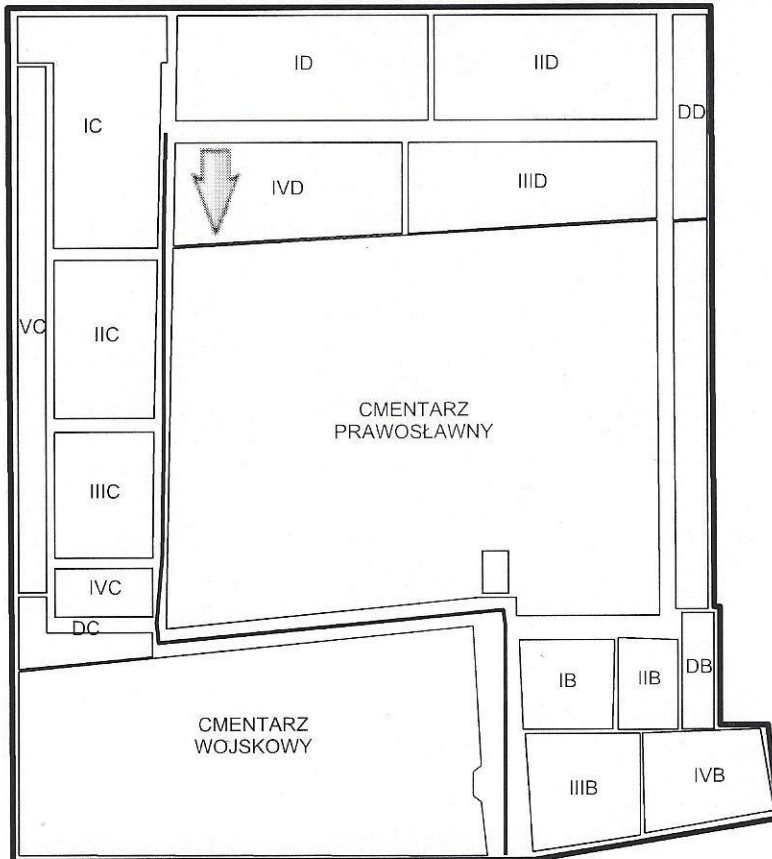 ID
IID
IC
DD
IVD
IIID
VC
IIC
CMENTARZ
PRAWOSŁAWNY
IIIC
IVC
DC
IB
IIB
DB
CMENTARZ
WOJSKOWY
IIIB
IVB